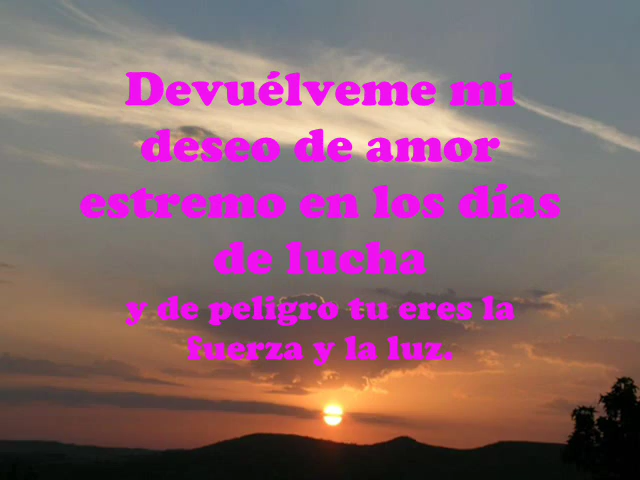 Devuélveme mi
deseo de amor
estremo en los días
de lucha
y de peligro tu eres la
fuerza y la luz.